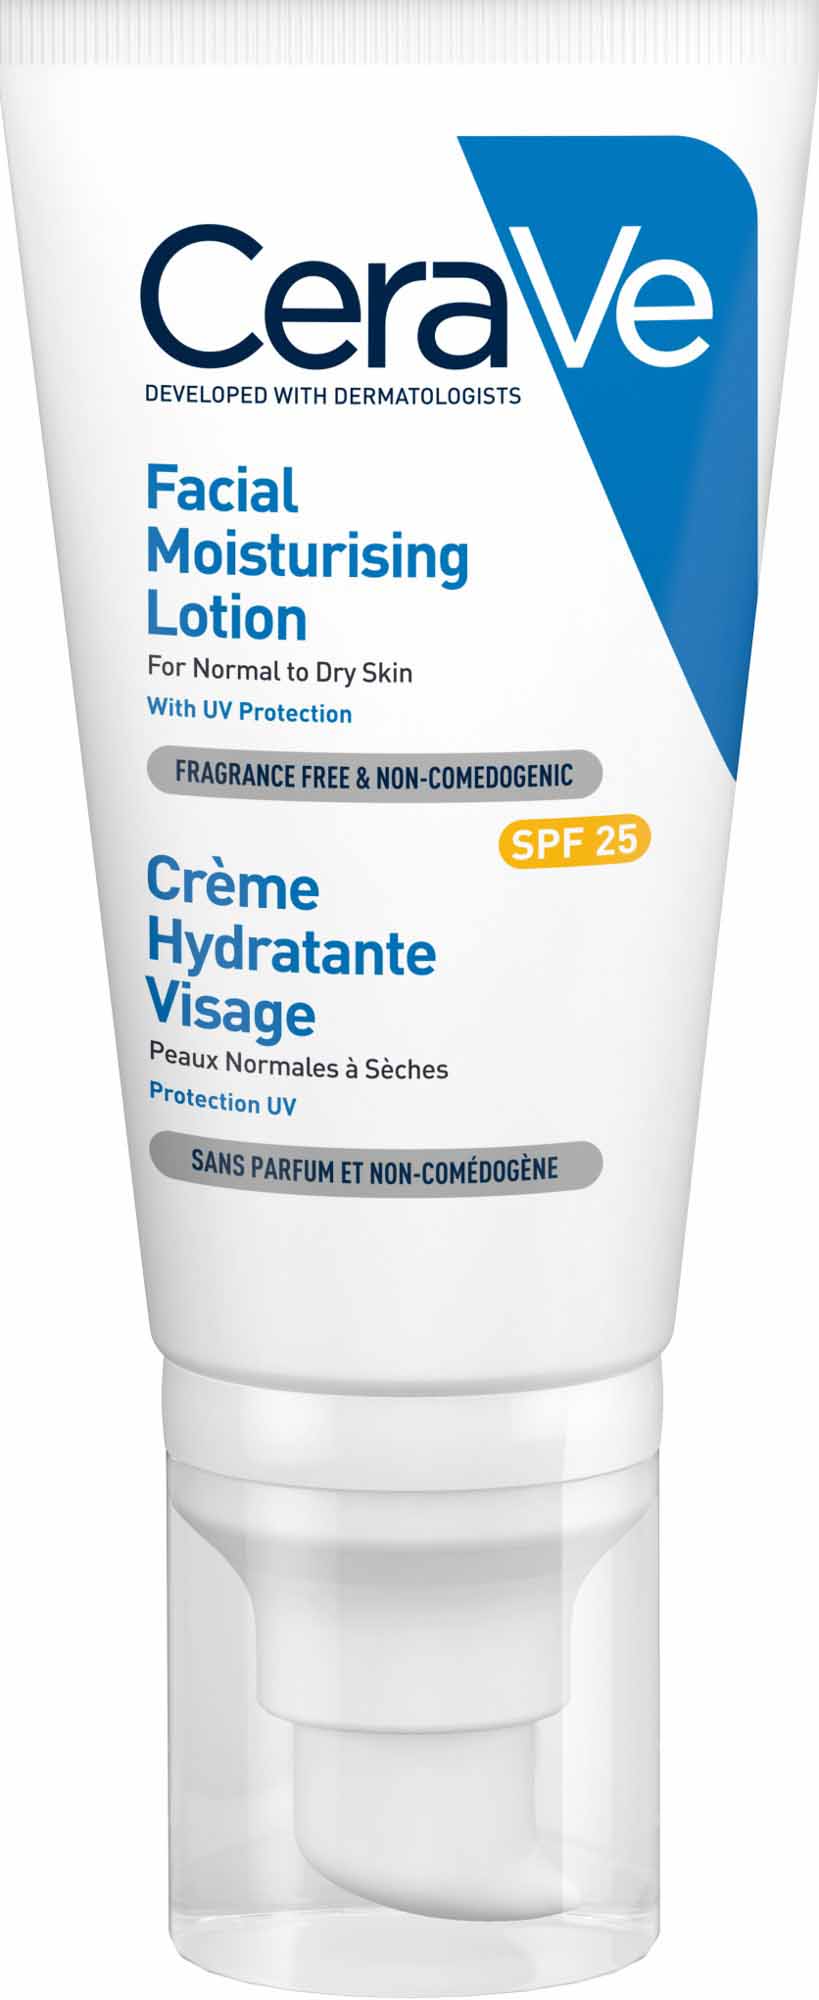 CeraVe
DEVELOPED WITH DERMATOLOGISTS
Facial
Moisturising
Lotion
For Normal to Dry Skin
With UV Protection
FRAGRANCE FREE & NON-COMEDOGENIC
SPF 25
Crème
Hydratante
Visage
Peaux Normales à Sèches
Protection UV
SANS PARFUM ET NON-COMÉDOGÈNE